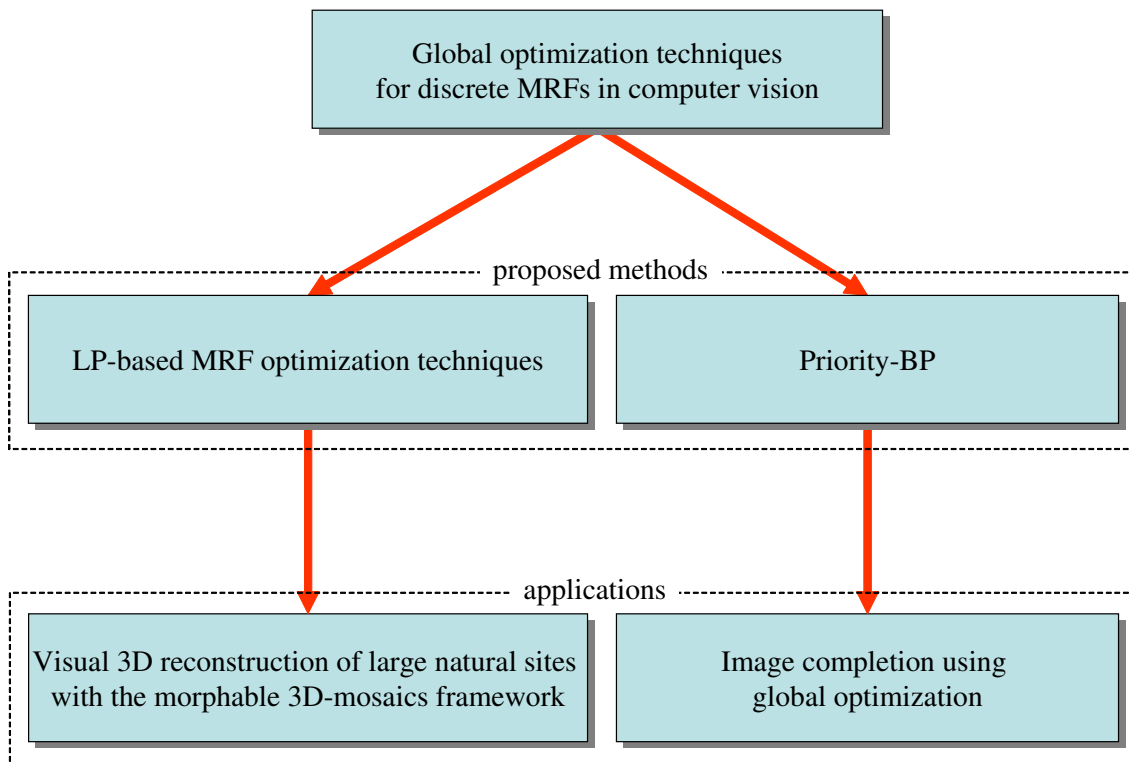 Global optimization techniques
for discrete MRFs in computer vision
proposed methods
LP-based MRF optimization techniques
Priority-BP
applications
Visual 3D reconstruction of large natural sites
with the morphable 3D-mosaics framework
Image completion using
global optimization